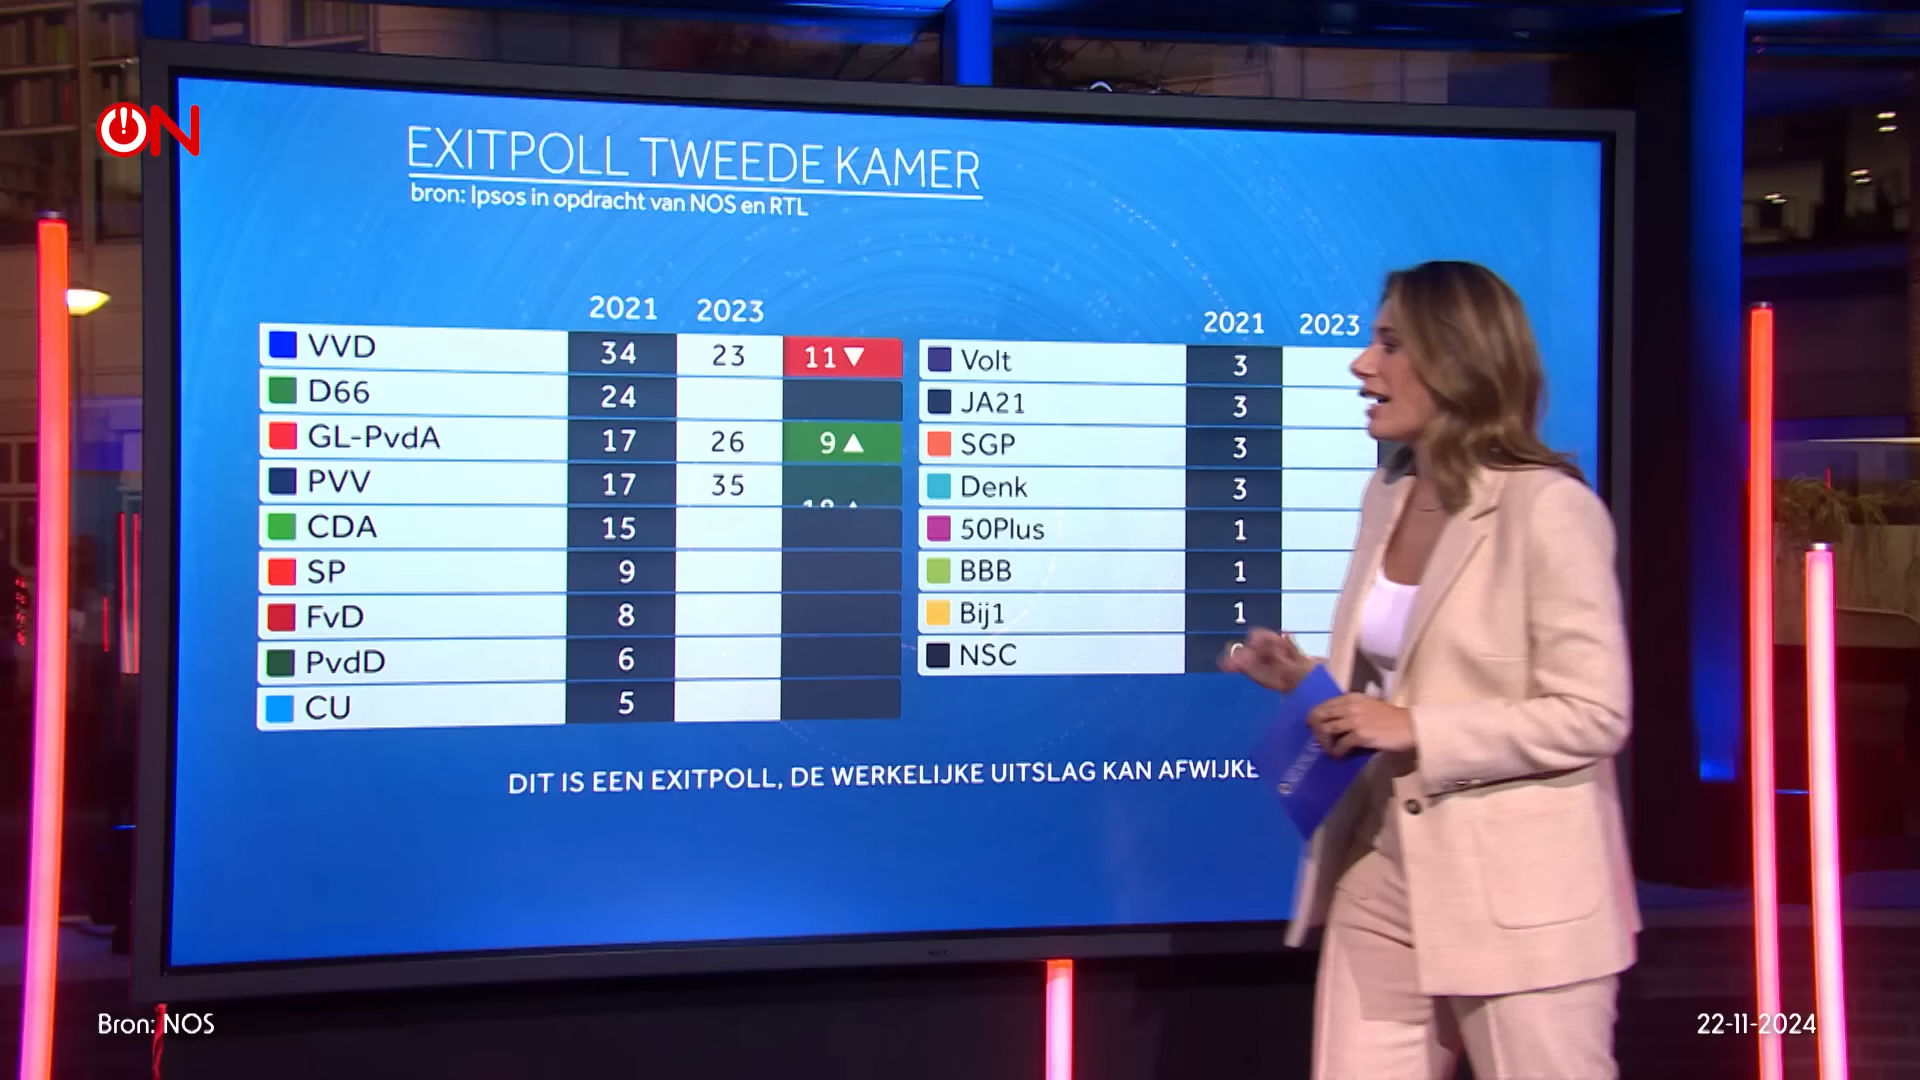 ON
EXITPOLL TWEEDE KAMER
bron: Ipsos in opdracht van NOS en RTL
2021 2023
VVD 34 23 11▼
D66 24
GL-PvdA 17 26 9▲
PVV 17 35
CDA 15
SP 9
FvD 8
PvdD 6
CU 5
2021 2023
Volt 3
JA21 3
SGP 3
Denk 3
50Plus 1
BBB 1
Bij1 1
NSC
DIT IS EEN EXITPOLL, DE WERKELIJKE UITSLAG KAN AFWIJKE
Bron: NOS
22-11-2024